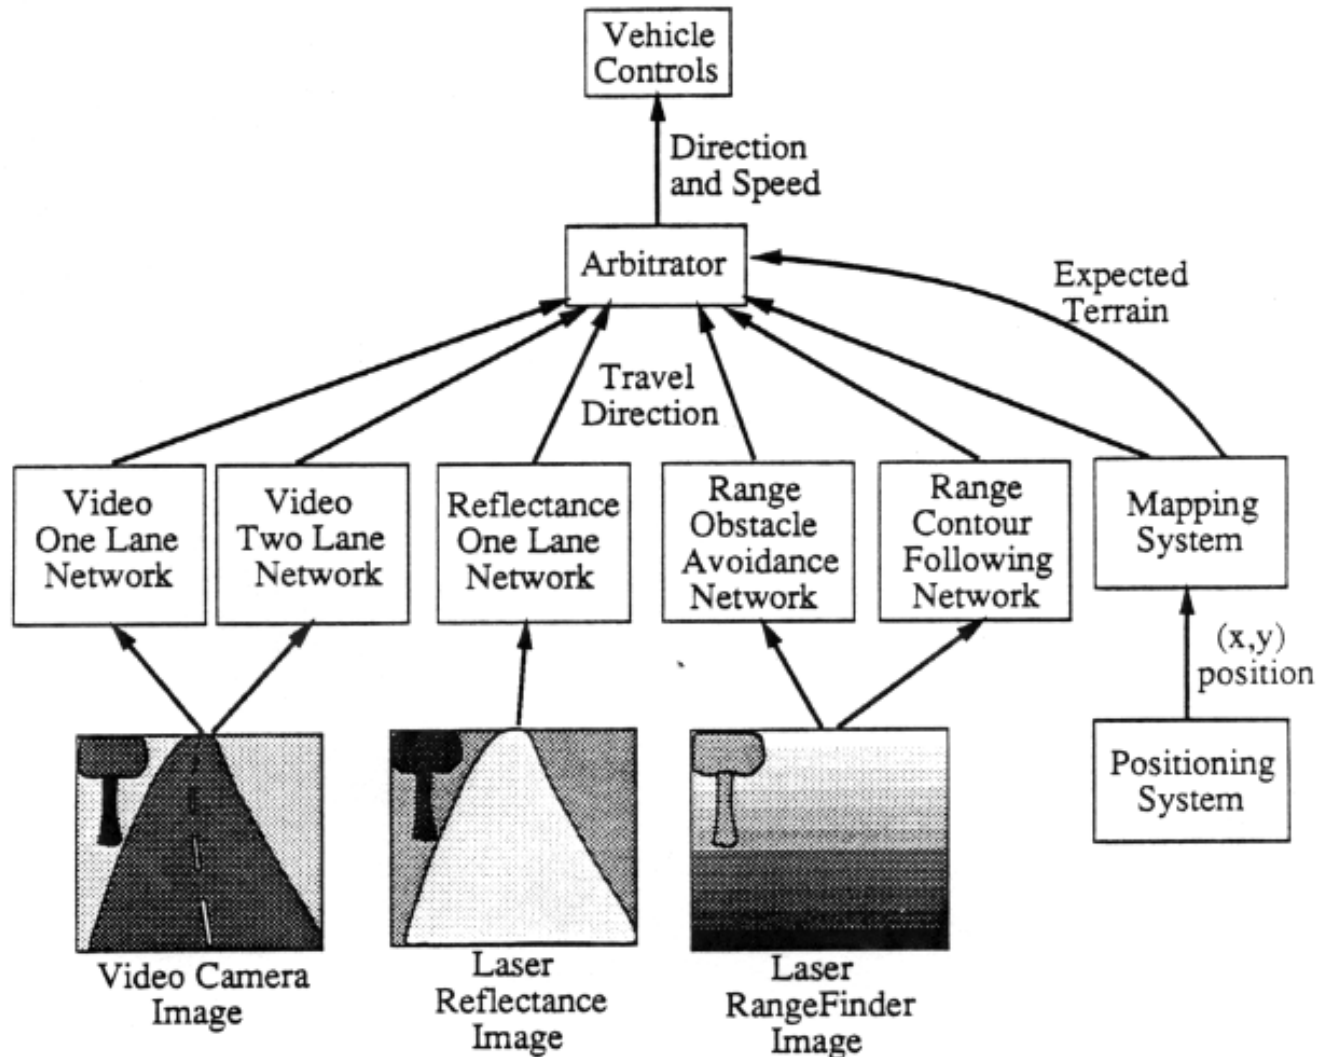 Vehicle
Controls
Direction
and Speed
Arbitrator
Expected
Terrain
Travel
Direction
Video
One Lane
Network
Video
Two Lane
Network
Reflectance
One Lane
Network
Range
Obstacle
Avoidance
Network
Range
Contour
Following
Network
Mapping
System
(x,y)
position
Positioning
System
Video Camera
Image
Laser
Reflectance
Image
Laser
RangeFinder
Image